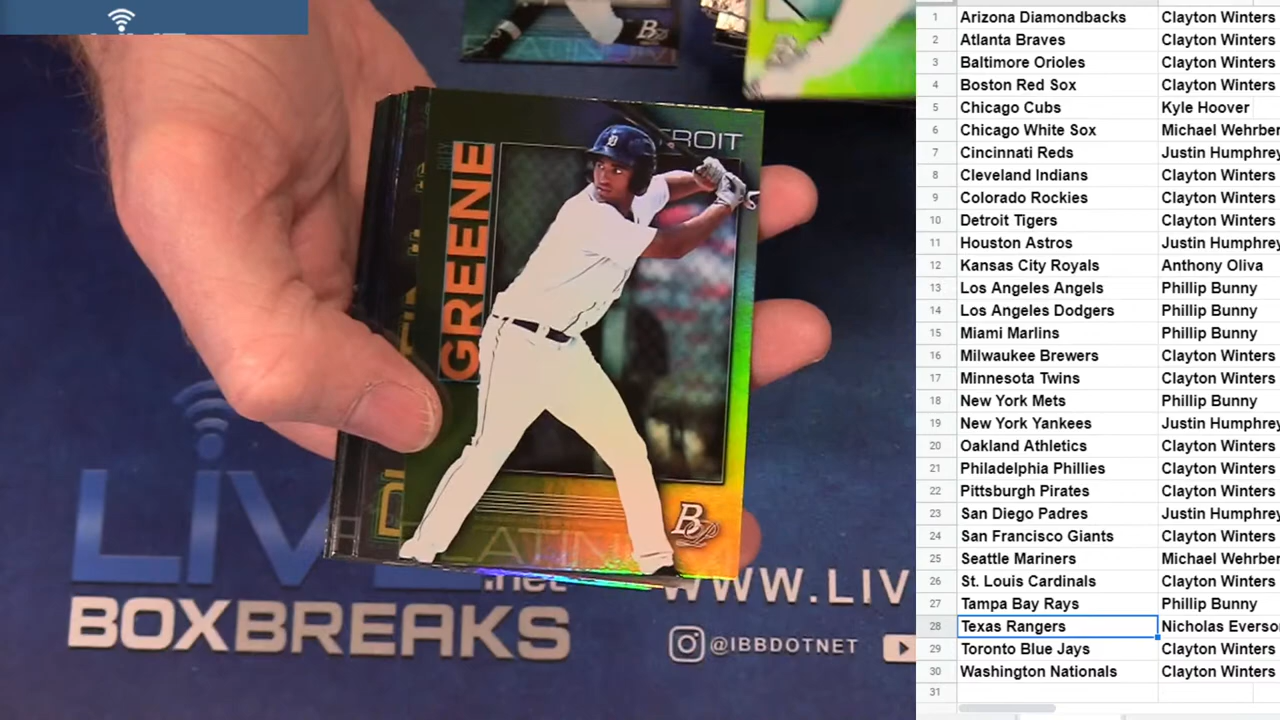 TROIT
RILEY
GREENE
PLATINUM
LIVE
.net
BOXBREAKS
WWW.LIV
@IBBDOTNET
1 Arizona Diamondbacks Clayton Winters
2 Atlanta Braves Clayton Winters
3 Baltimore Orioles Clayton Winters
4 Boston Red Sox Clayton Winters
5 Chicago Cubs Kyle Hoover
6 Chicago White Sox Michael Wehrber
7 Cincinnati Reds Justin Humphrey
8 Cleveland Indians Clayton Winters
9 Colorado Rockies Clayton Winters
10 Detroit Tigers Clayton Winters
11 Houston Astros Justin Humphrey
12 Kansas City Royals Anthony Oliva
13 Los Angeles Angels Phillip Bunny
14 Los Angeles Dodgers Phillip Bunny
15 Miami Marlins Phillip Bunny
16 Milwaukee Brewers Clayton Winters
17 Minnesota Twins Clayton Winters
18 New York Mets Phillip Bunny
19 New York Yankees Justin Humphrey
20 Oakland Athletics Clayton Winters
21 Philadelphia Phillies Clayton Winters
22 Pittsburgh Pirates Clayton Winters
23 San Diego Padres Justin Humphrey
24 San Francisco Giants Clayton Winters
25 Seattle Mariners Michael Wehrber
26 St. Louis Cardinals Clayton Winters
27 Tampa Bay Rays Phillip Bunny
28 Texas Rangers Nicholas Everso
29 Toronto Blue Jays Clayton Winters
30 Washington Nationals Clayton Winters
31